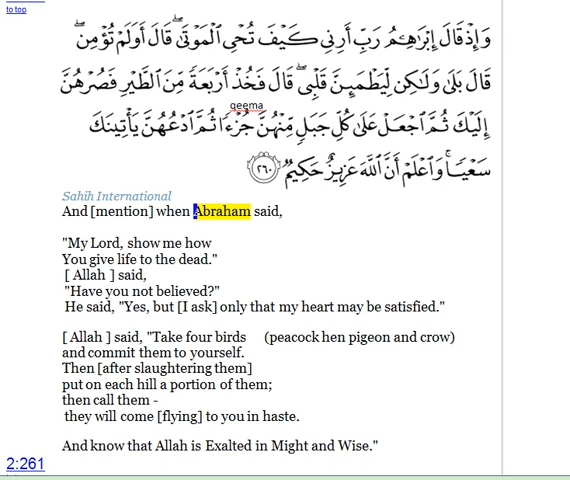 to top
وَإِذْ قَالَ إِبْرَٰهِـۧمُ رَبِّ أَرِنِى كَيْفَ تُحْىِ ٱلْمَوْتَىٰ ۖ قَالَ أَوَلَمْ تُؤْمِن ۖ
قَالَ بَلَىٰ وَلَـٰكِن لِّيَطْمَئِنَّ قَلْبِى ۖ قَالَ فَخُذْ أَرْبَعَةً مِّنَ ٱلطَّيْرِ فَصُرْهُنَّ
qeema
إِلَيْكَ ثُمَّ ٱجْعَلْ عَلَىٰ كُلِّ جَبَلٍ مِّنْهُنَّ جُزْءًا ثُمَّ ٱدْعُهُنَّ يَأْتِينَكَ
سَعْيًا ۚ وَٱعْلَمْ أَنَّ ٱللَّهَ عَزِيزٌ حَكِيمٌ ٢٦٠
Sahih International
And [mention] when Abraham said,
"My Lord, show me how
You give life to the dead."
[ Allah ] said,
"Have you not believed?"
He said, "Yes, but [I ask] only that my heart may be satisfied."
[ Allah ] said, "Take four birds (peacock hen pigeon and crow)
and commit them to yourself.
Then [after slaughtering them]
put on each hill a portion of them;
then call them -
they will come [flying] to you in haste.
And know that Allah is Exalted in Might and Wise."
2:261